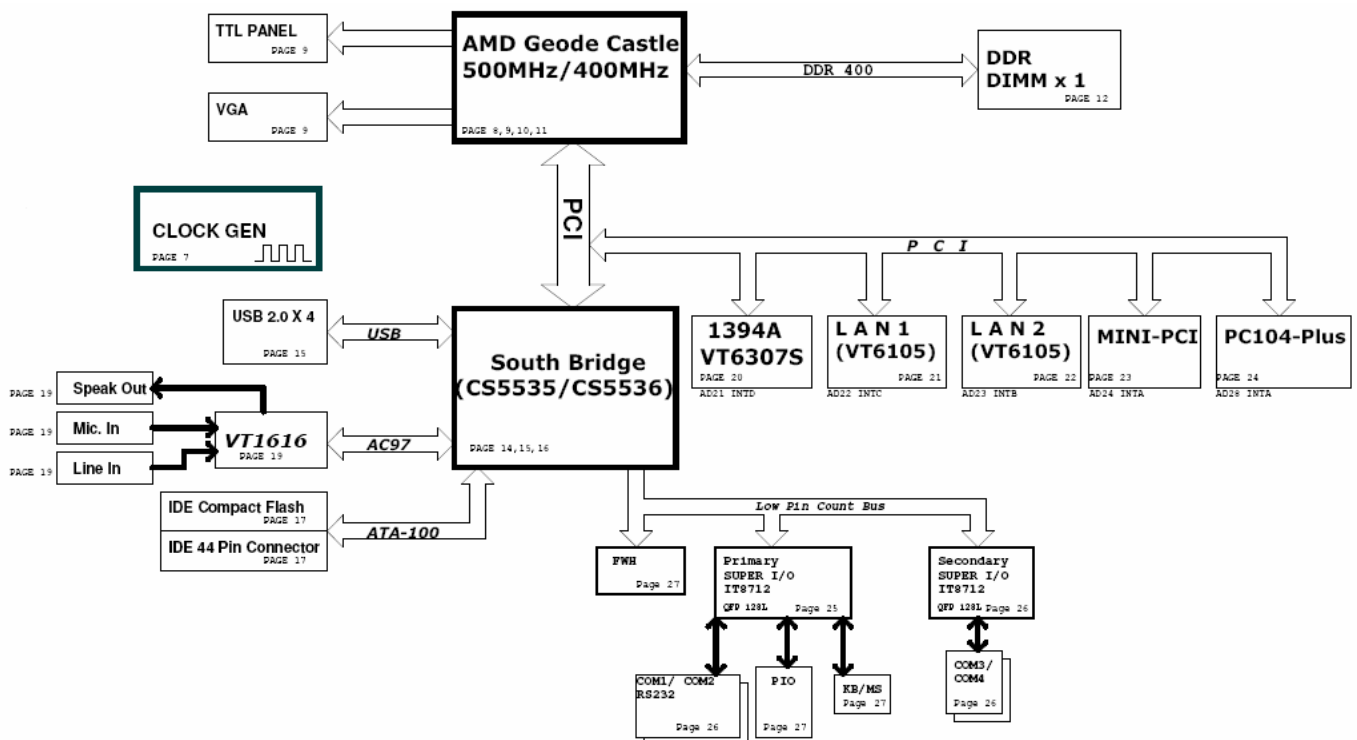 TTL PANEL
PAGE 9
AMD Geode Castle
500MHz/400MHz
PAGE 8,9,10,11
DDR 400
DDR
DIMM x 1
PAGE 12
VGA
PAGE 9
CLOCK GEN
PAGE 7
PCI
P C I
USB 2.0 X 4
PAGE 15
USB
South Bridge
(CS5535/CS5536)
PAGE 14,15,16
1394A
VT6307S
PAGE 20
AD21 INTD
L A N 1
(VT6105)
PAGE 21
AD22 INTC
L A N 2
(VT6105)
PAGE 22
AD23 INTB
MINI-PCI
PAGE 23
AD24 INTA
PC104-Plus
PAGE 24
AD28 INTA
PAGE 19
Speak Out
PAGE 19
Mic. In
PAGE 19
Line In
VT1616
PAGE 19
AC97
IDE Compact Flash
PAGE 17
IDE 44 Pin Connector
PAGE 17
ATA-100
Low Pin Count Bus
FWH
Page 27
Primary
SUPER I/O
IT8712
QFP 128L
Page 25
Secondary
SUPER I/O
IT8712
QFP 128L
Page 26
COM1/ COM2
RS232
Page 26
PIO
Page 27
KB/MS
Page 27
COM3/
COM4
Page 26